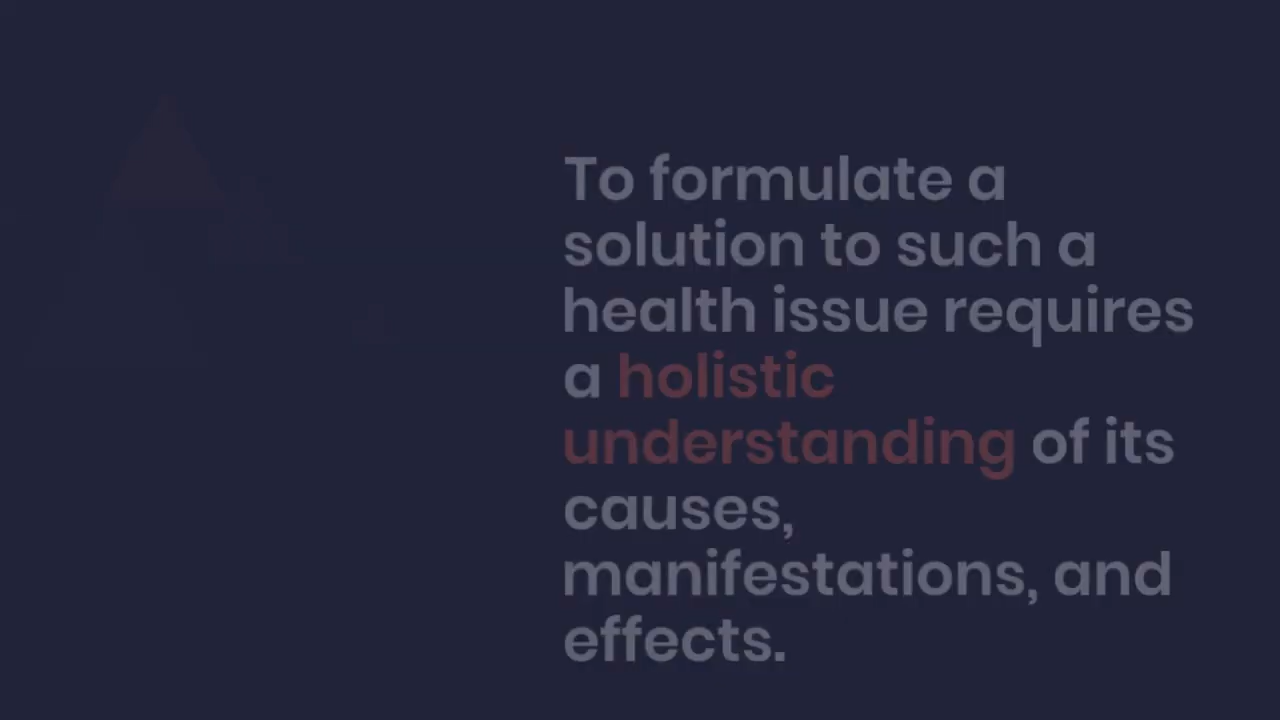 To formulate a
solution to such a
health issue requires
a holistic
understanding of its
causes,
manifestations, and
effects.